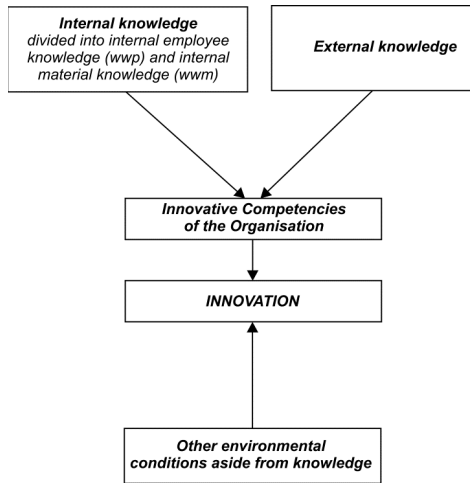 Internal knowledge
divided into internal employee
knowledge (wwp) and internal
material knowledge (wwm)
External knowledge
Innovative Competencies
of the Organisation
INNOVATION
Other environmental
conditions aside from knowledge